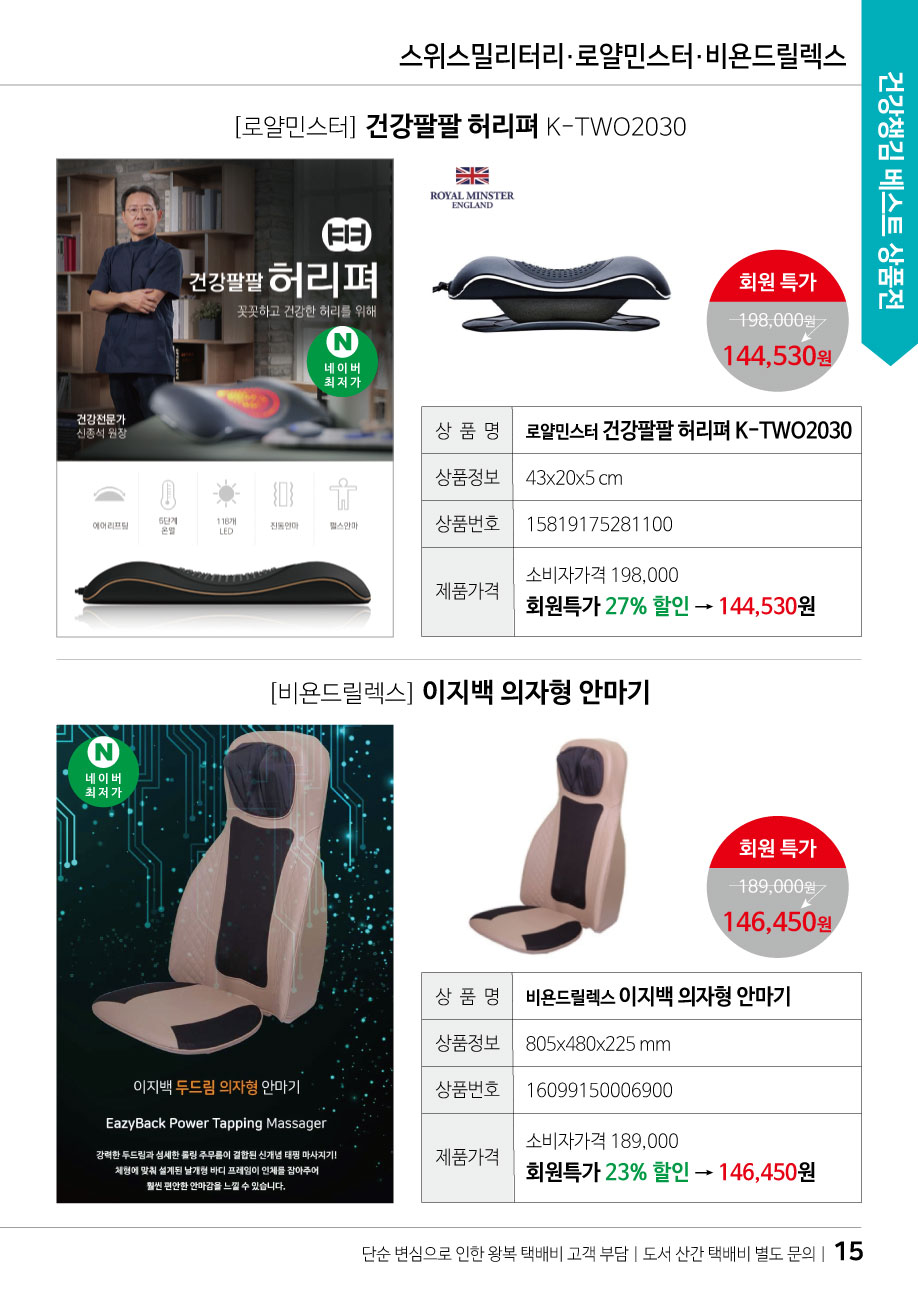 스위스밀리터리·로얄민스터·비욘드릴렉스
건강챙김 베스트 상품전
[로얄민스터] 건강팔팔 허리펴 K-TWO2030
건강팔팔 허리펴
꼿꼿하고 건강한 허리를 위해
N
네이버
최저가
건강전문가
신종석 원장
에어리프팅
6단계
온열
118개
LED
진동안마
펄스안마
ROYAL MINSTER
ENGLAND
회원 특가
198,000원
144,530원
상 품 명 로얄민스터 건강팔팔 허리펴 K-TWO2030
상품정보 43x20x5 cm
상품번호 15819175281100
제품가격 소비자가격 198,000
회원특가 27% 할인 → 144,530원
[비욘드릴렉스] 이지백 의자형 안마기
N
네이버
최저가
이지백 두드림 의자형 안마기
EazyBack Power Tapping Massager
강력한 두드림과 섬세한 롤링 주무름이 결합된 신개념 태핑 마사지기!
체형에 맞춰 설계된 날개형 바디 프레임이 인체를 잡아주어
훨씬 편안한 안마감을 느낄 수 있습니다.
회원 특가
189,000원
146,450원
상 품 명 비욘드릴렉스 이지백 의자형 안마기
상품정보 805x480x225 mm
상품번호 16099150006900
제품가격 소비자가격 189,000
회원특가 23% 할인 → 146,450원
단순 변심으로 인한 왕복 택배비 고객 부담 | 도서 산간 택배비 별도 문의 | 15